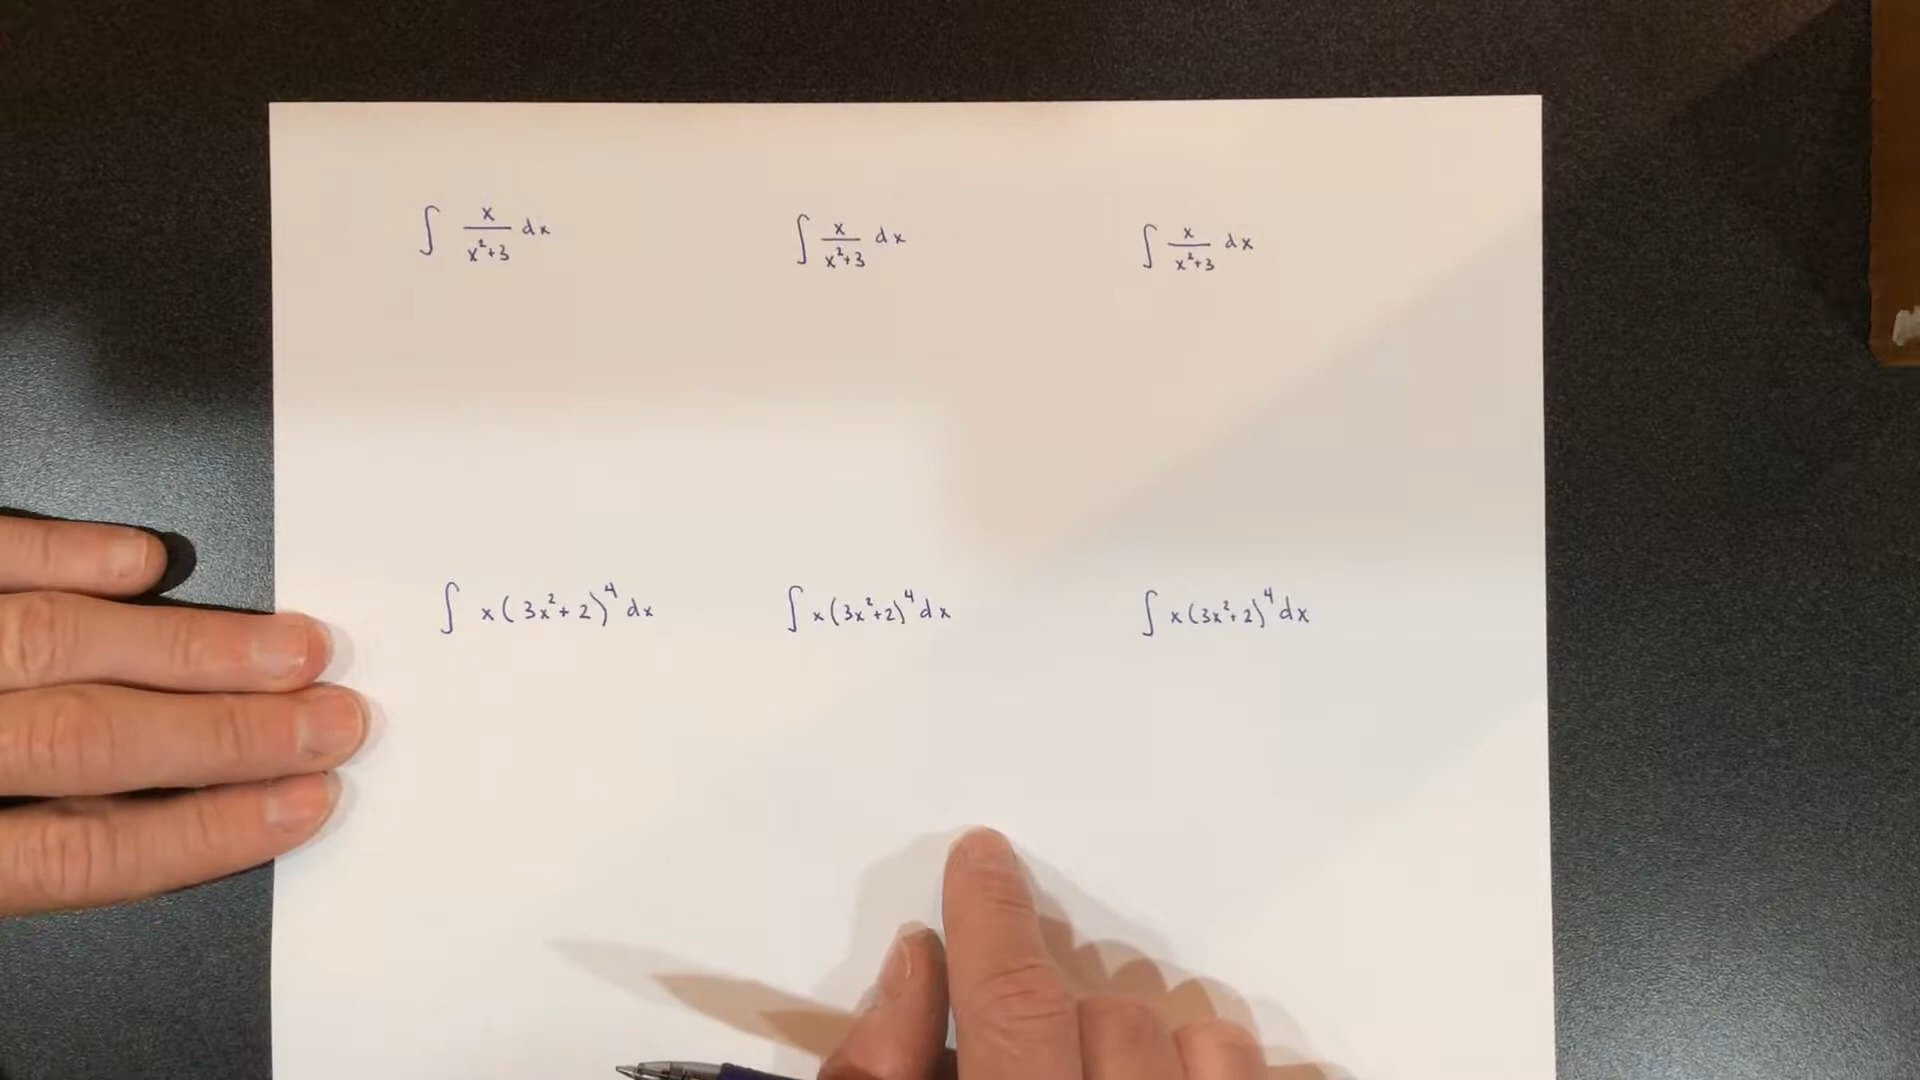 ∫ x/(x²+3) dx ∫ x/(x²+3) dx ∫ x/(x²+3) dx
∫ x(3x²+2)⁴ dx ∫ x(3x²+2)⁴ dx ∫ x(3x²+2)⁴ dx